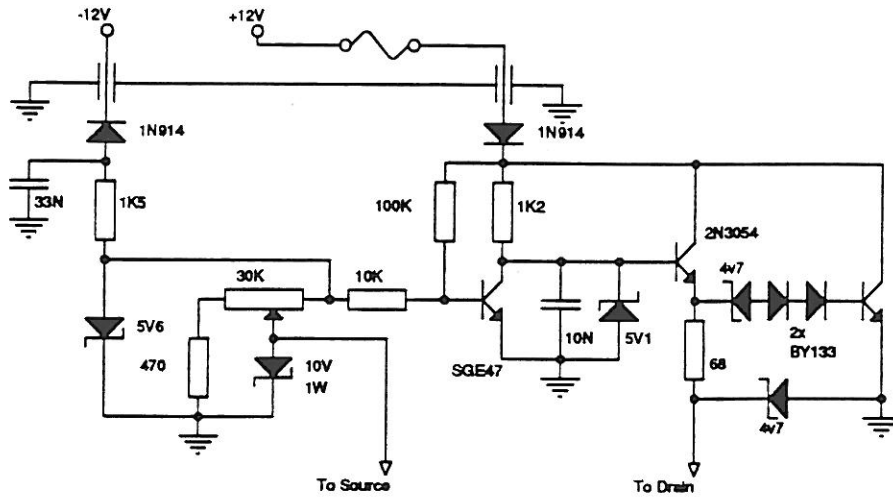 -12V
+12V
1N914
1N914
33N
1K5
100K
1K2
2N3054
4v7
30K
10K
5V6
10N
5V1
2x
BY133
470
10V
1W
SGE47
68
4v7
To Source
To Drain